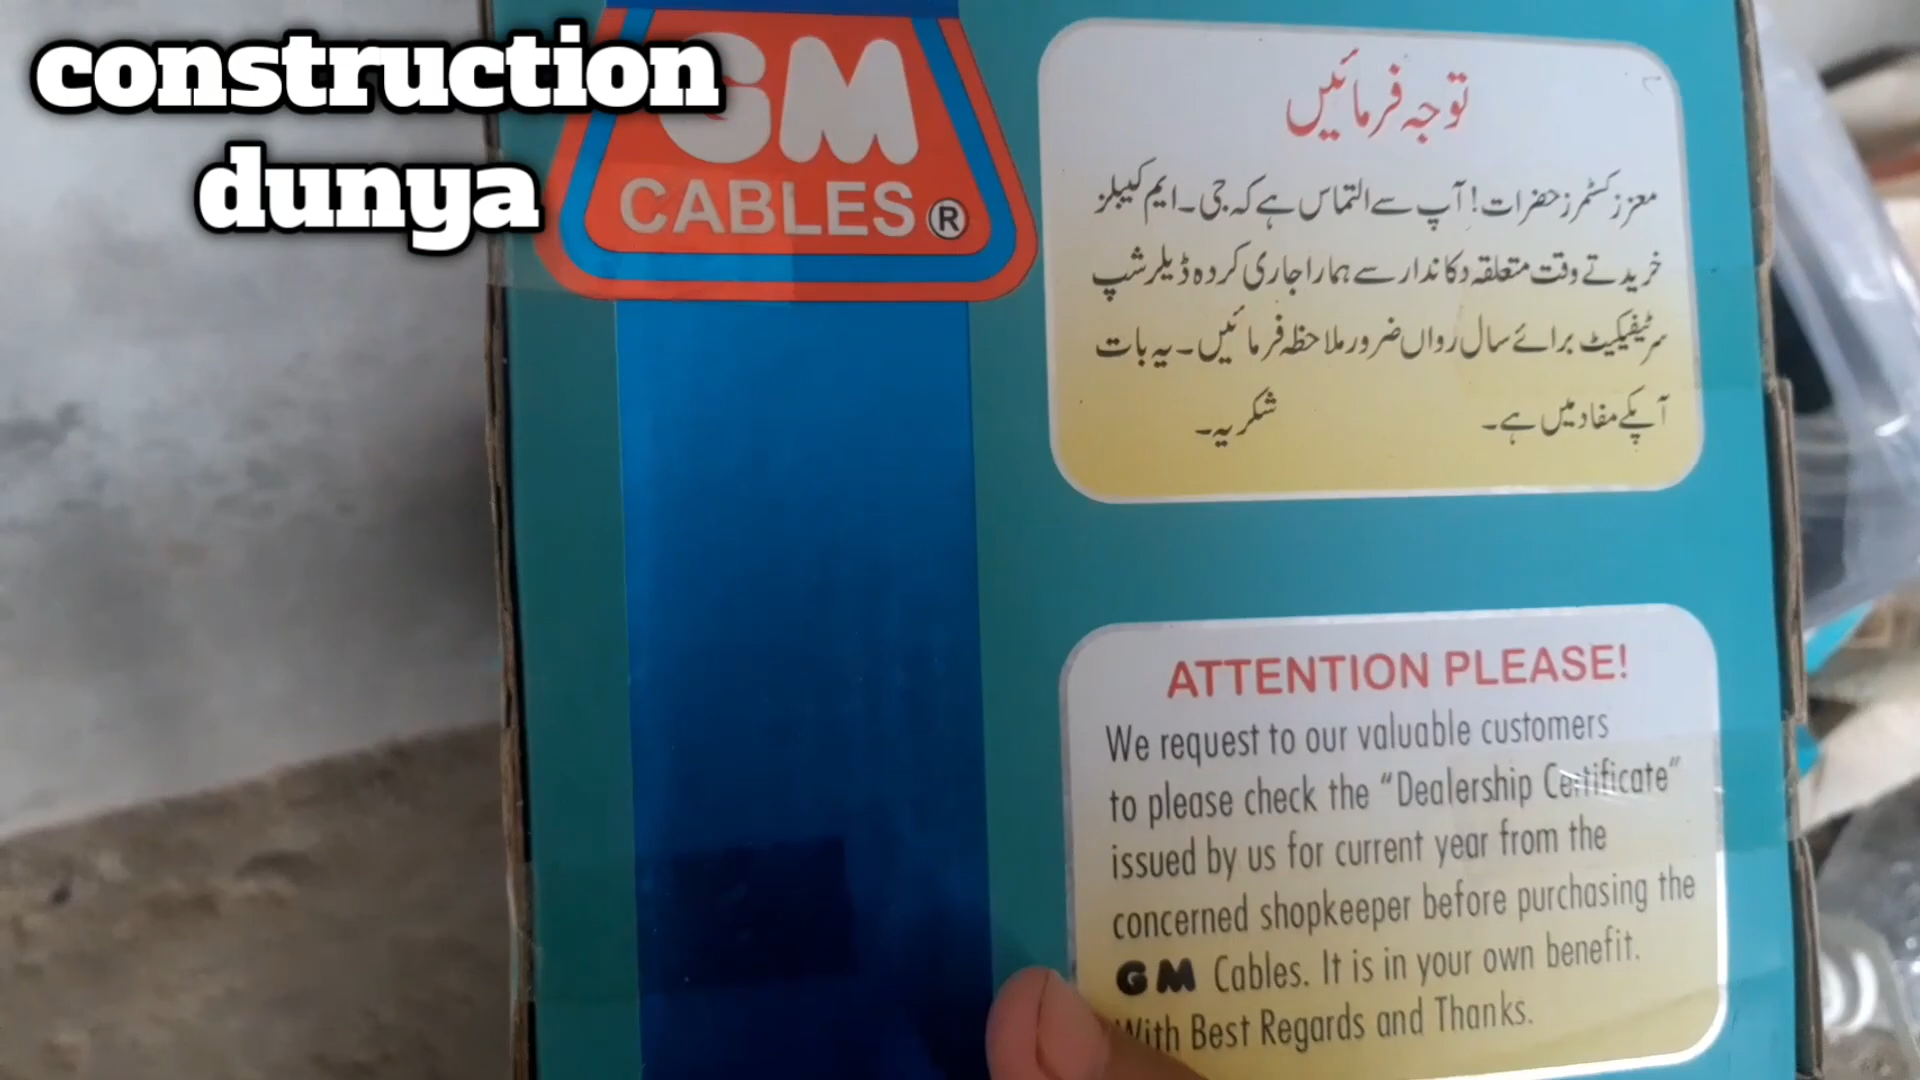 construction
dunya
GM
CABLES ®
توجہ فرمائیں
معزز کسٹمرز حضرات! آپ سے التماس ہے کہ جی۔ایم کیبلز
خریدتے وقت متعلقہ دکاندار سے ہمارا جاری کردہ ڈیلر شپ
سرٹیفیکیٹ برائے سال رواں ضرور ملاحظہ فرمائیں۔ یہ بات
آپکے مفاد میں ہے۔ شکریہ۔
ATTENTION PLEASE!
We request to our valuable customers
to please check the “Dealership Certificate”
issued by us for current year from the
concerned shopkeeper before purchasing the
GM Cables. It is in your own benefit.
With Best Regards and Thanks.